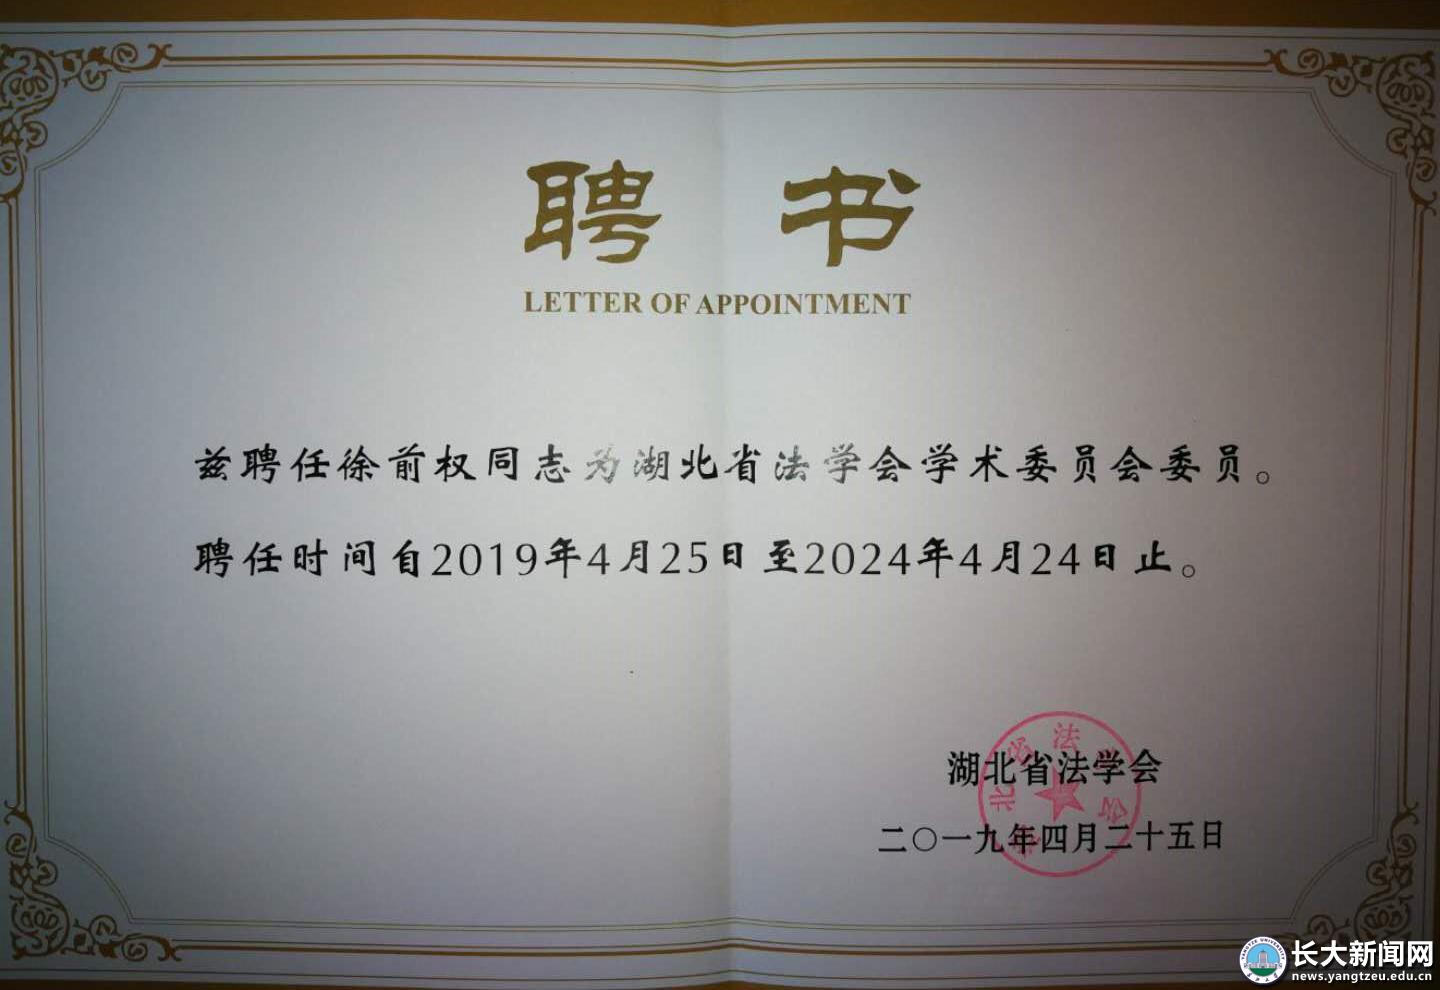 聘 书
LETTER OF APPOINTMENT
兹聘任徐前权同志为湖北省法学会学术委员会委员。
聘任时间自2019年4月25日至2024年4月24日止。
湖北省法学会
二〇一九年四月二十五日
长大新闻网
news.yangtzeu.edu.cn